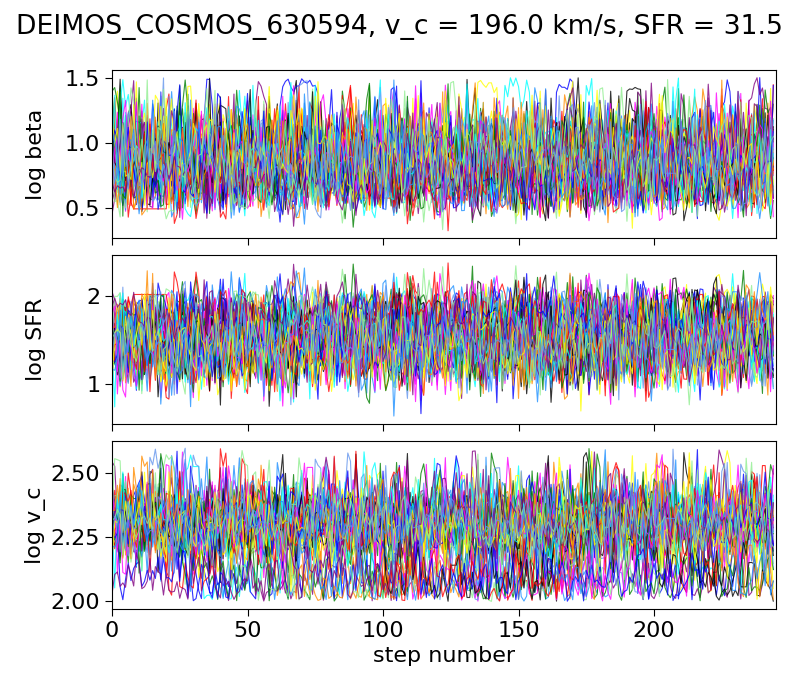 DEIMOS_COSMOS_630594, v_c = 196.0 km/s, SFR = 31.5
1.5
1.0
0.5
log beta
2
1
log SFR
2.50
2.25
2.00
log v_c
0 50 100 150 200
step number